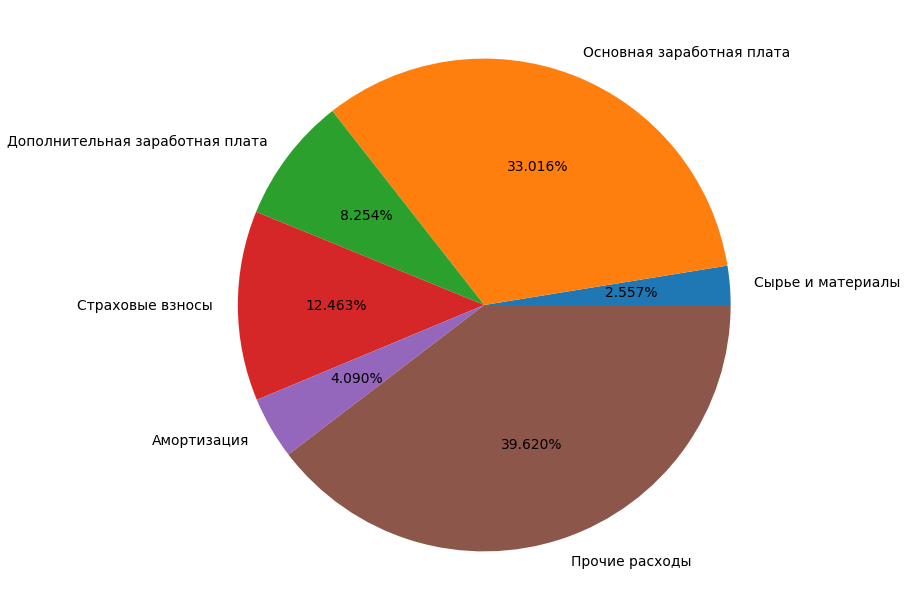 Основная заработная плата
Дополнительная заработная плата
33.016%
8.254%
Сырье и материалы
2.557%
Страховые взносы
12.463%
4.090%
Амортизация
39.620%
Прочие расходы